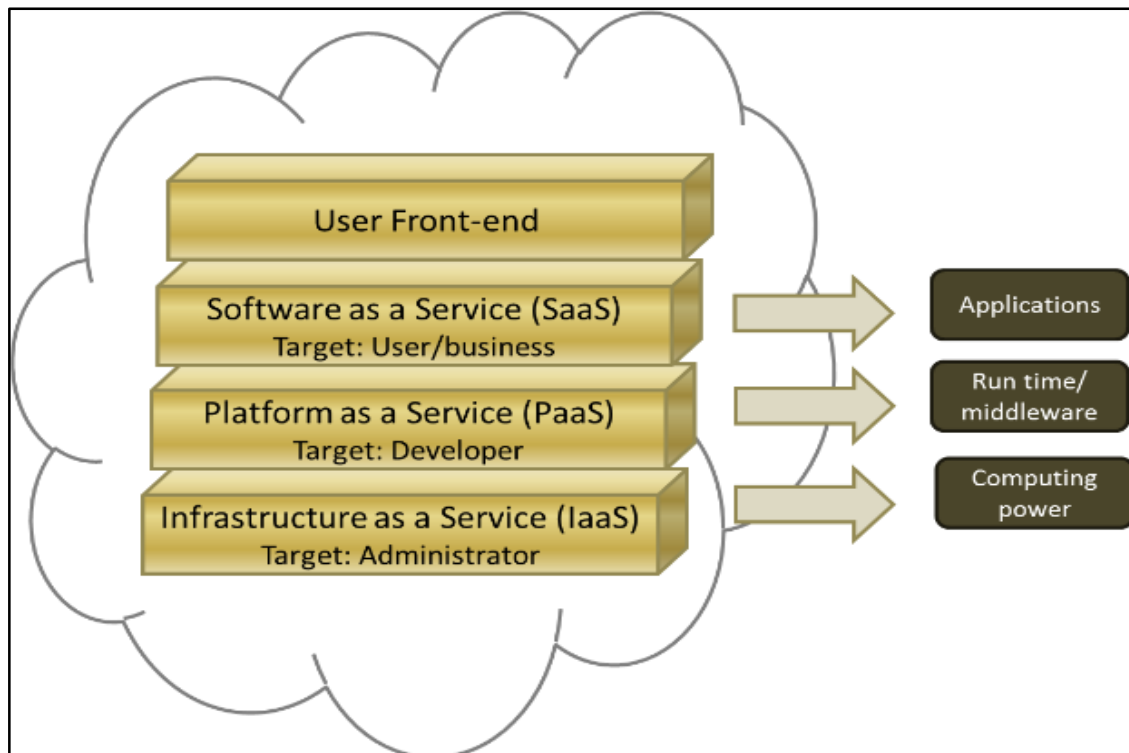 User Front-end
Software as a Service (SaaS)
Target: User/business
Platform as a Service (PaaS)
Target: Developer
Infrastructure as a Service (IaaS)
Target: Administrator
Applications
Run time/
middleware
Computing
power